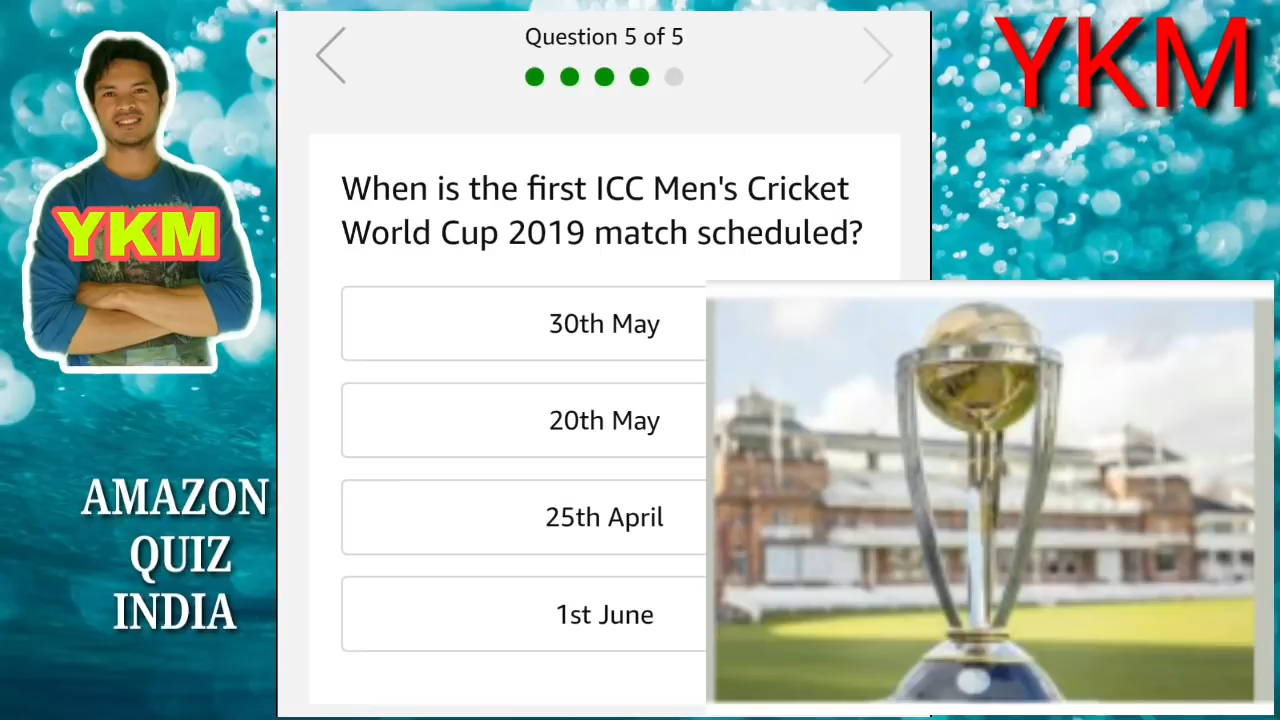 Question 5 of 5
YKM
When is the first ICC Men's Cricket
World Cup 2019 match scheduled?
YKM
30th May
20th May
25th April
1st June
AMAZON
QUIZ
INDIA